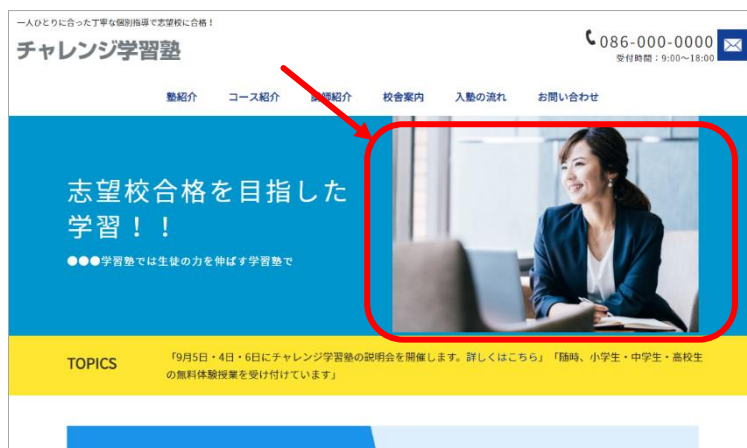 一人ひとりに合った丁寧な個別指導で志望校に合格！
チャレンジ学習塾
086-000-0000
受付時間：9:00〜18:00
塾紹介 コース紹介 講師紹介 校舎案内 入塾の流れ お問い合わせ
志望校合格を目指した
学習！！
●●●学習塾では生徒の力を伸ばす学習塾で
TOPICS
「9月5日・4日・6日にチャレンジ学習塾の説明会を開催します。詳しくはこちら」「随時、小学生・中学生・高校生
の無料体験授業を受け付けています」